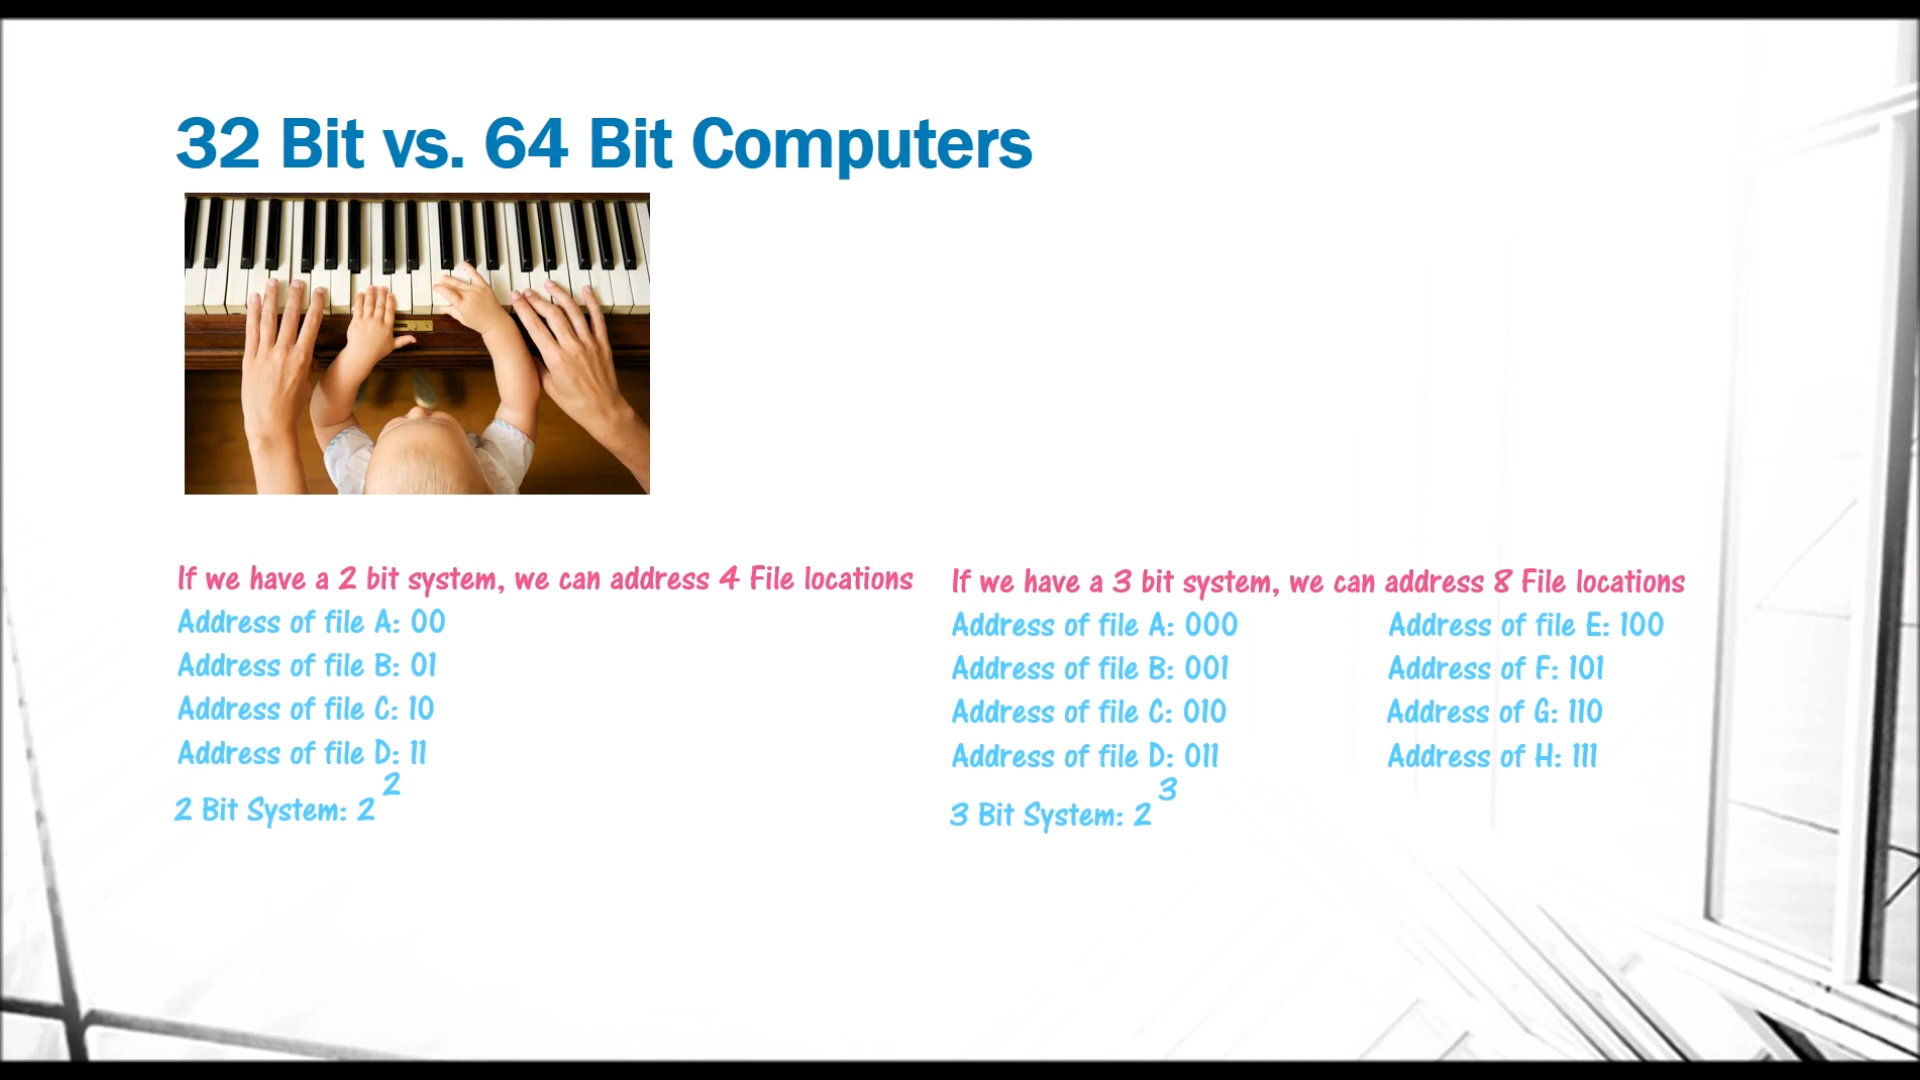 32 Bit vs. 64 Bit Computers
If we have a 2 bit system, we can address 4 File locations
Address of file A: 00
Address of file B: 01
Address of file C: 10
Address of file D: 11
2 Bit System: 2²
If we have a 3 bit system, we can address 8 File locations
Address of file A: 000
Address of file B: 001
Address of file C: 010
Address of file D: 011
3 Bit System: 2³
Address of file E: 100
Address of F: 101
Address of G: 110
Address of H: 111